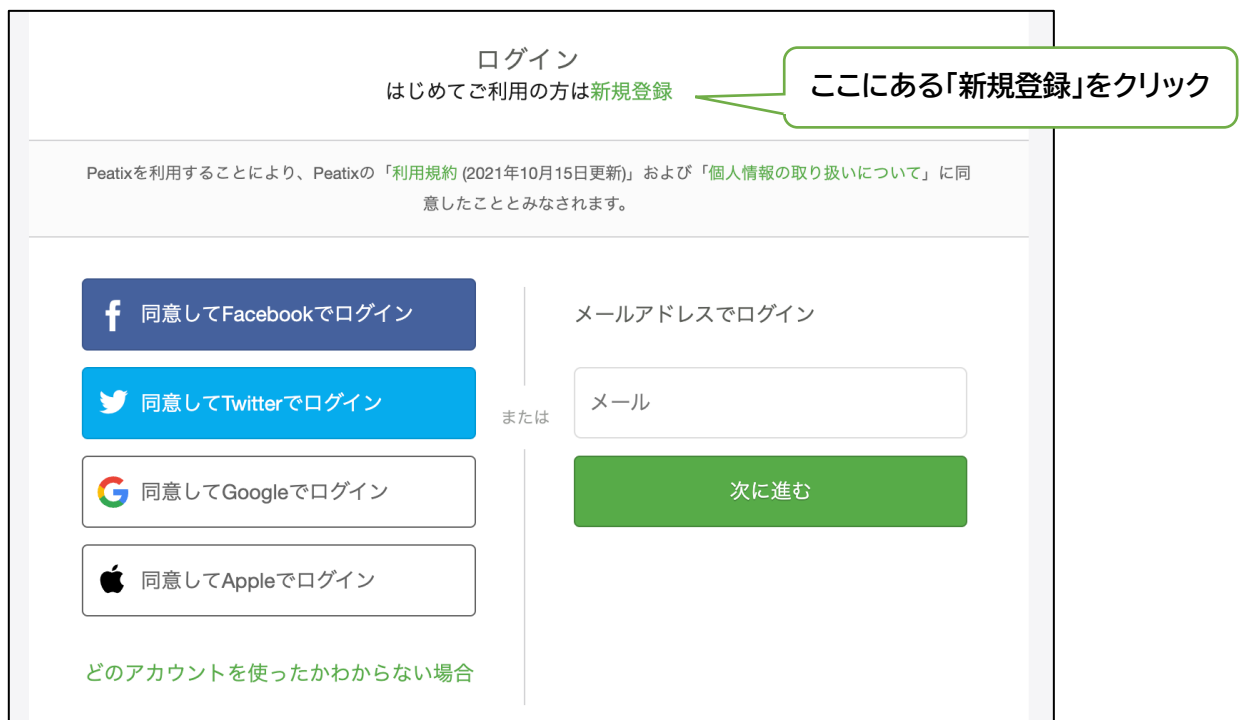 ログイン
はじめてご利用の方は新規登録
ここにある「新規登録」をクリック
Peatixを利用することにより、Peatixの「利用規約 (2021年10月15日更新)」および「個人情報の取り扱いについて」に同
意したこととみなされます。
同意してFacebookでログイン
同意してTwitterでログイン
同意してGoogleでログイン
同意してAppleでログイン
どのアカウントを使ったかわからない場合
または
メールアドレスでログイン
メール
次に進む